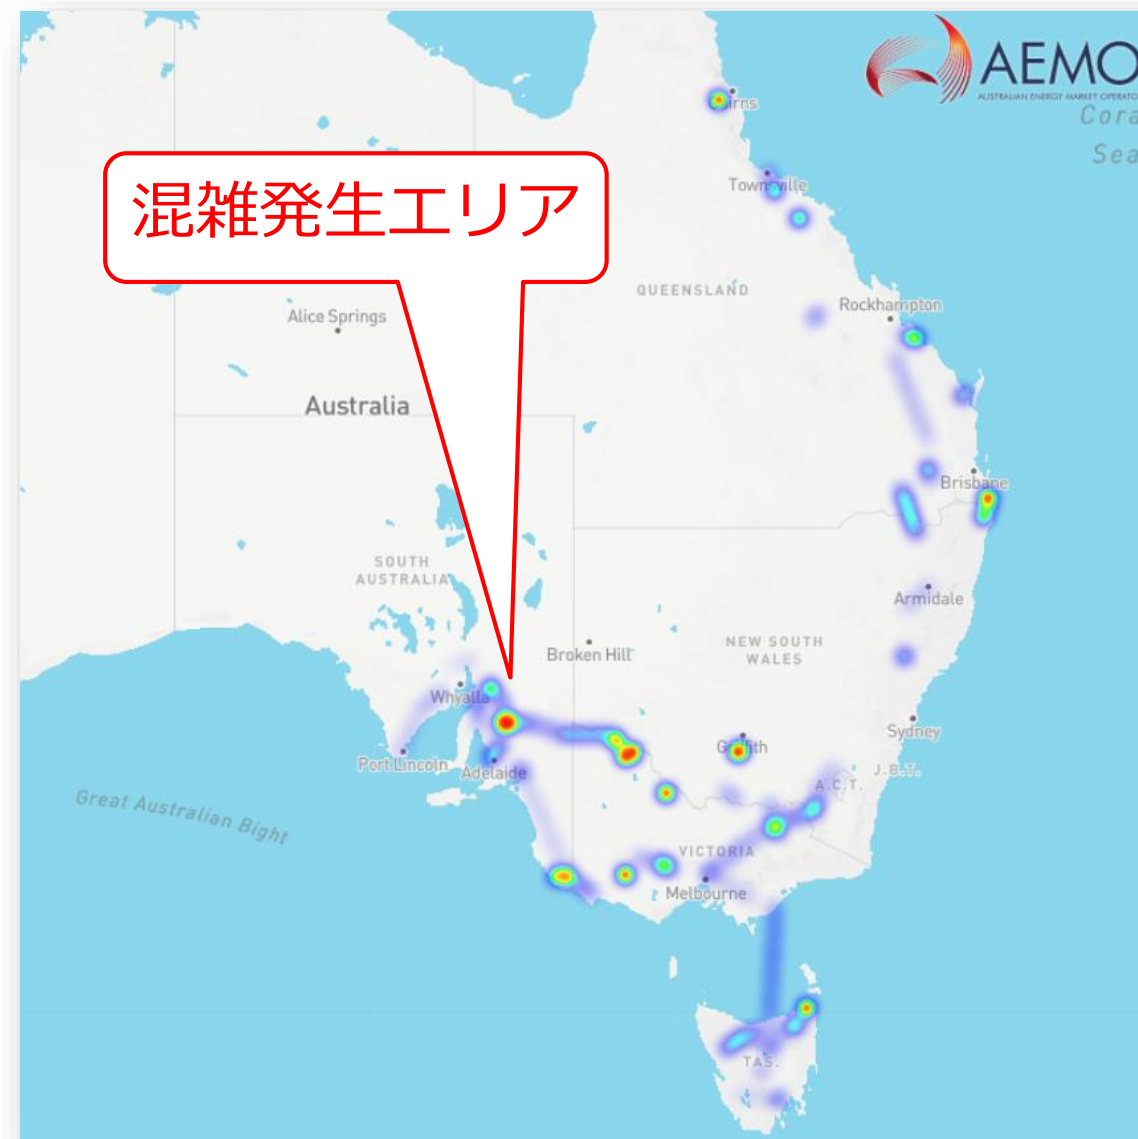 AEMO
AUSTRALIAN ENERGY MARKET OPERATO
Cora
Sea
Cairns
Townsville
混雑発生エリア
QUEENSLAND
Rockhampton
Alice Springs
Australia
Brisbane
SOUTH
AUSTRALIA
Armidale
Broken Hill
NEW SOUTH
WALES
Whyalla
Sydney
Griffith
Port Lincoln
Adelaide
J.B.T.
A.C.T.
Great Australian Bight
VICTORIA
Melbourne
TAS.